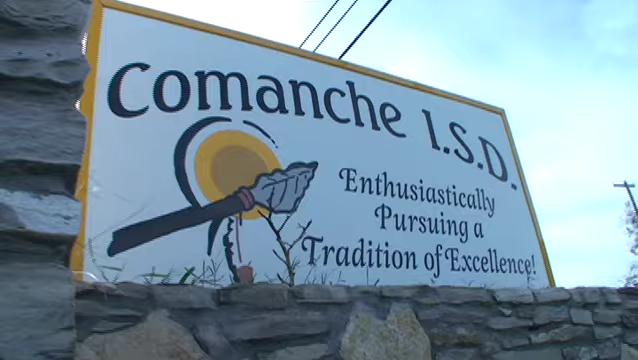 Comanche I.S.D.
Enthusiastically
Pursuing a
Tradition of Excellence!